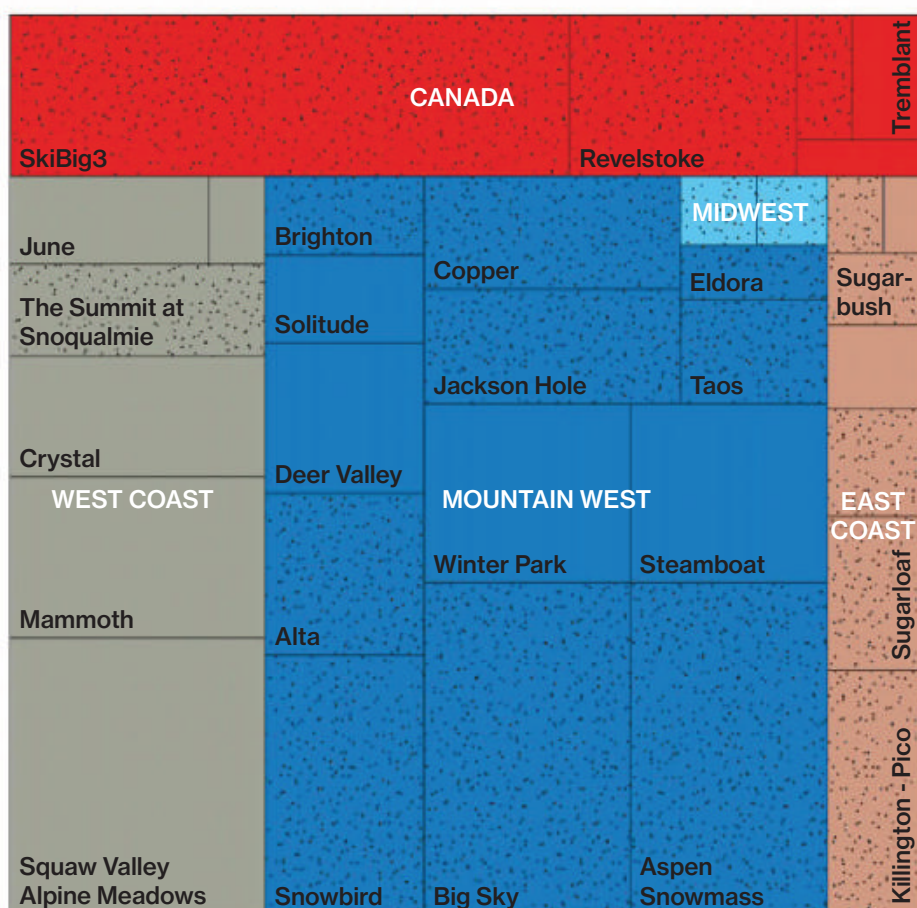 CANADA
SkiBig3
Revelstoke
Tremblant
June
The Summit at
Snoqualmie
Crystal
WEST COAST
Mammoth
Squaw Valley
Alpine Meadows
Brighton
Solitude
Deer Valley
Alta
Snowbird
Copper
Jackson Hole
MOUNTAIN WEST
Winter Park
Steamboat
Big Sky
Aspen
Snowmass
MIDWEST
Eldora
Taos
Sugar-
bush
EAST
COAST
Sugarloaf
Killington - Pico